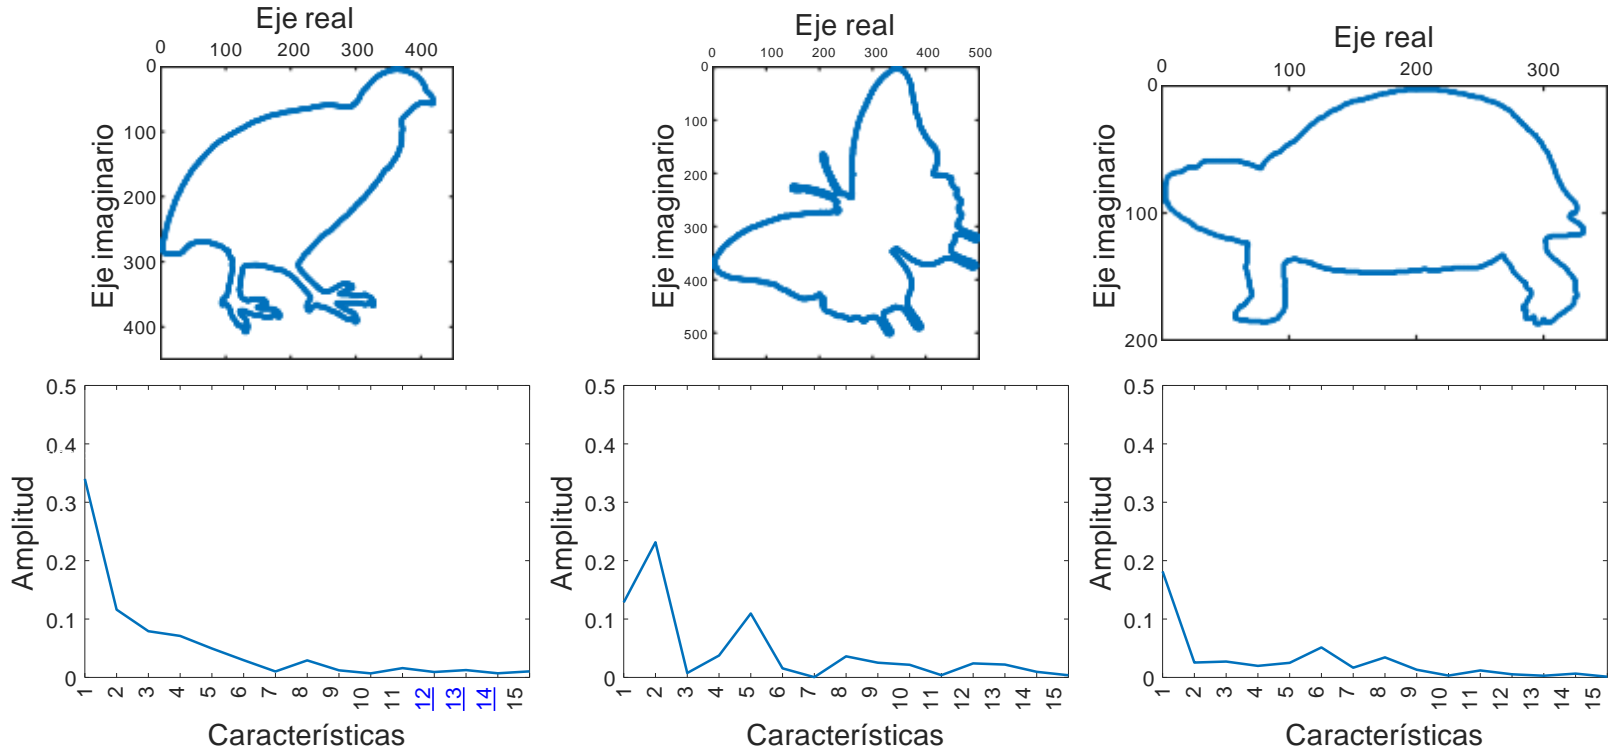 Eje real
0 100 200 300 400
Eje imaginario
0
100
200
300
400
Eje real
0 100 200 300 400 500
Eje imaginario
0
100
200
300
400
500
Eje real
0 100 200 300
Eje imaginario
0
100
200
Amplitud
0.5
0.4
0.3
0.2
0.1
0
1 2 3 4 5 6 7 8 9 10 11 12 13 14 15
Características
Amplitud
0.5
0.4
0.3
0.2
0.1
0
1 2 3 4 5 6 7 8 9 10 11 12 13 14 15
Características
Amplitud
0.5
0.4
0.3
0.2
0.1
0
1 2 3 4 5 6 7 8 9 10 11 12 13 14 15
Características